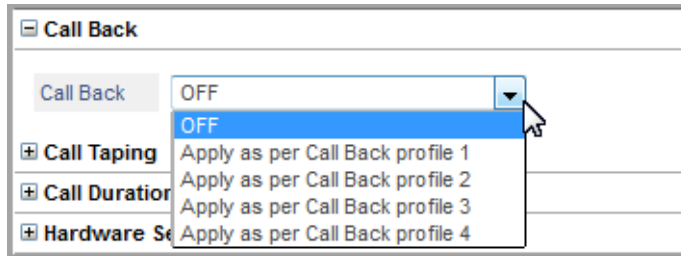 Call Back
Call Back OFF
OFF
Call Taping Apply as per Call Back profile 1
Apply as per Call Back profile 2
Call Duration Apply as per Call Back profile 3
Hardware Se Apply as per Call Back profile 4